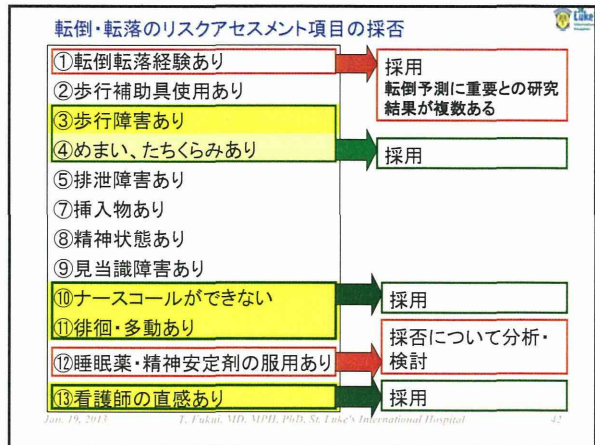 転倒・転落のリスクアセスメント項目の採否
Luke's
①転倒転落経験あり
採用
転倒予測に重要との研究
結果が複数ある
②歩行補助具使用あり
③歩行障害あり
④めまい、たちくらみあり
採用
⑤排泄障害あり
⑦挿入物あり
⑧精神状態あり
⑨見当識障害あり
⑩ナースコールができない
採用
⑪徘徊・多動あり
⑫睡眠薬・精神安定剤の服用あり
採否について分析・
検討
⑬看護師の直感あり
採用
Jan. 19, 2013 T. Fukui, MD, MPH, PhD, St. Luke's International Hospital 42